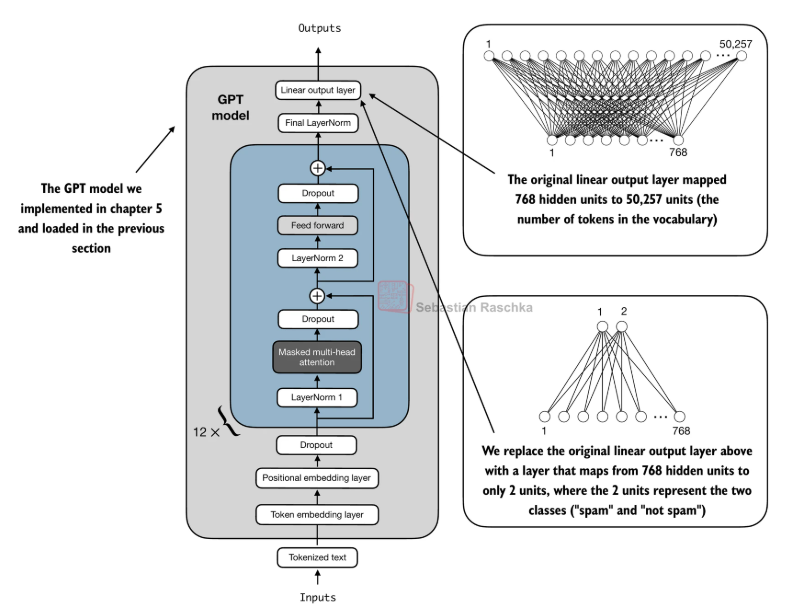 Outputs
GPT
model
Linear output layer
Final LayerNorm
Dropout
Feed forward
LayerNorm 2
Dropout
Masked multi-head
attention
LayerNorm 1
12 ×
Dropout
Positional embedding layer
Token embedding layer
Tokenized text
Inputs
The GPT model we
implemented in chapter 5
and loaded in the previous
section
1
50,257
1
768
The original linear output layer mapped
768 hidden units to 50,257 units (the
number of tokens in the vocabulary)
Sebastian Raschka
1 2
1
768
We replace the original linear output layer above
with a layer that maps from 768 hidden units to
only 2 units, where the 2 units represent the two
classes ("spam" and "not spam")